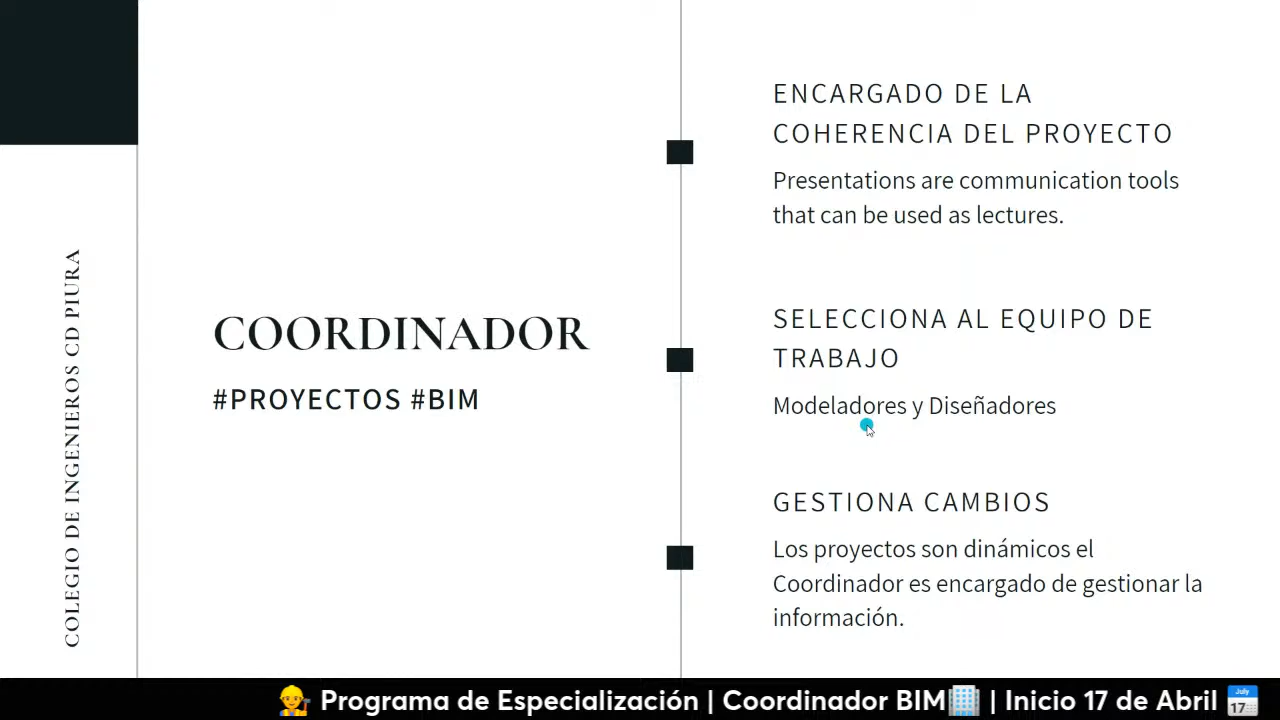 COLEGIO DE INGENIEROS CD PIURA
COORDINADOR
#PROYECTOS #BIM
ENCARGADO DE LA
COHERENCIA DEL PROYECTO
Presentations are communication tools
that can be used as lectures.
SELECCIONA AL EQUIPO DE
TRABAJO
Modeladores y Diseñadores
GESTIONA CAMBIOS
Los proyectos son dinámicos el
Coordinador es encargado de gestionar la
información.
👷 Programa de Especialización | Coordinador BIM🏢 | Inicio 17 de Abril 📅